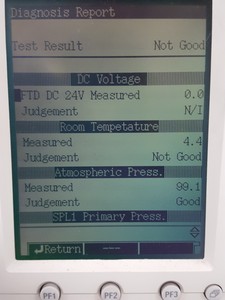 Diagnosis Report
Test Result Not Good
DC Voltage
FTD DC 24V Measured 0.0
Judgement N/I
Room Tempetature
Measured 4.4
Judgement Not Good
Atmospheric Press.
Measured 99.1
Judgement Good
SPL1 Primary Press.
Return ----
PF1 PF2 PF3